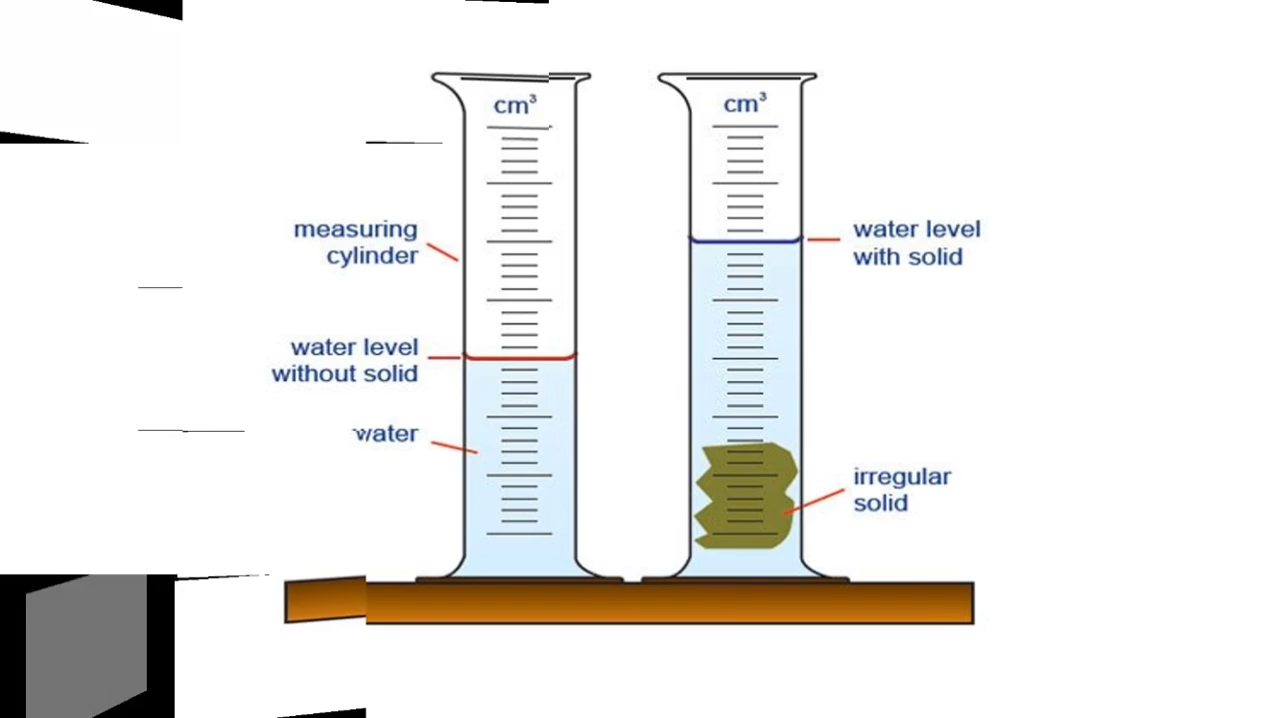 cm³
cm³
measuring
cylinder
water level
with solid
water level
without solid
water
irregular
solid